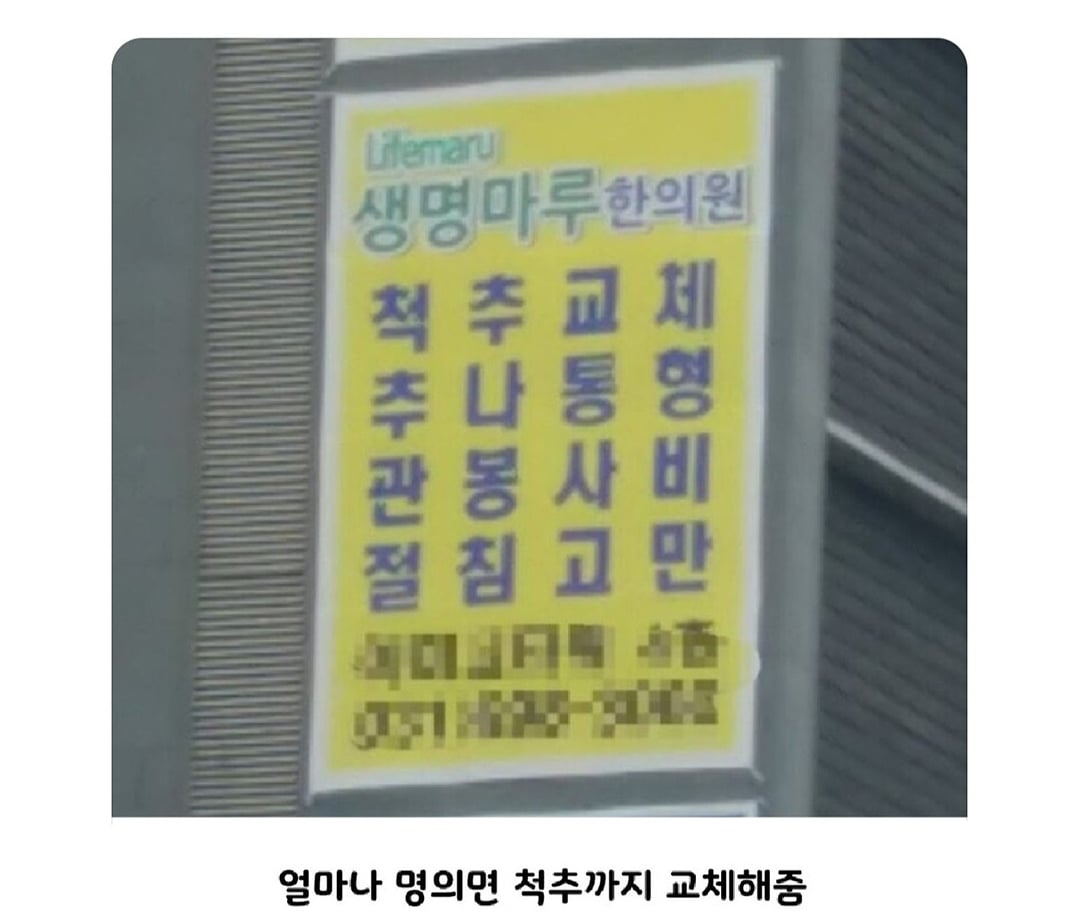 Lifemaru
생명마루한의원
척추교체
추나통형
관봉사비
절침고만
얼마나 명의면 척추까지 교체해줌